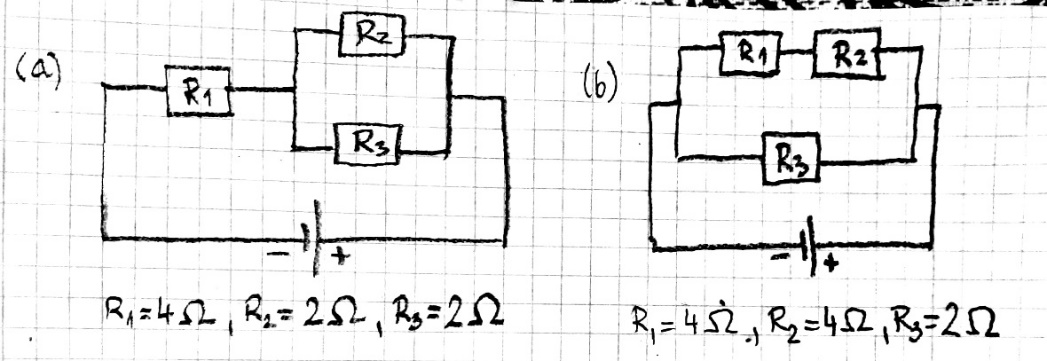 (a)
R1
R2
R3
- +
R1=4Ω, R2=2Ω, R3=2Ω
(b)
R1
R2
R3
- +
R1=4Ω, R2=4Ω, R3=2Ω